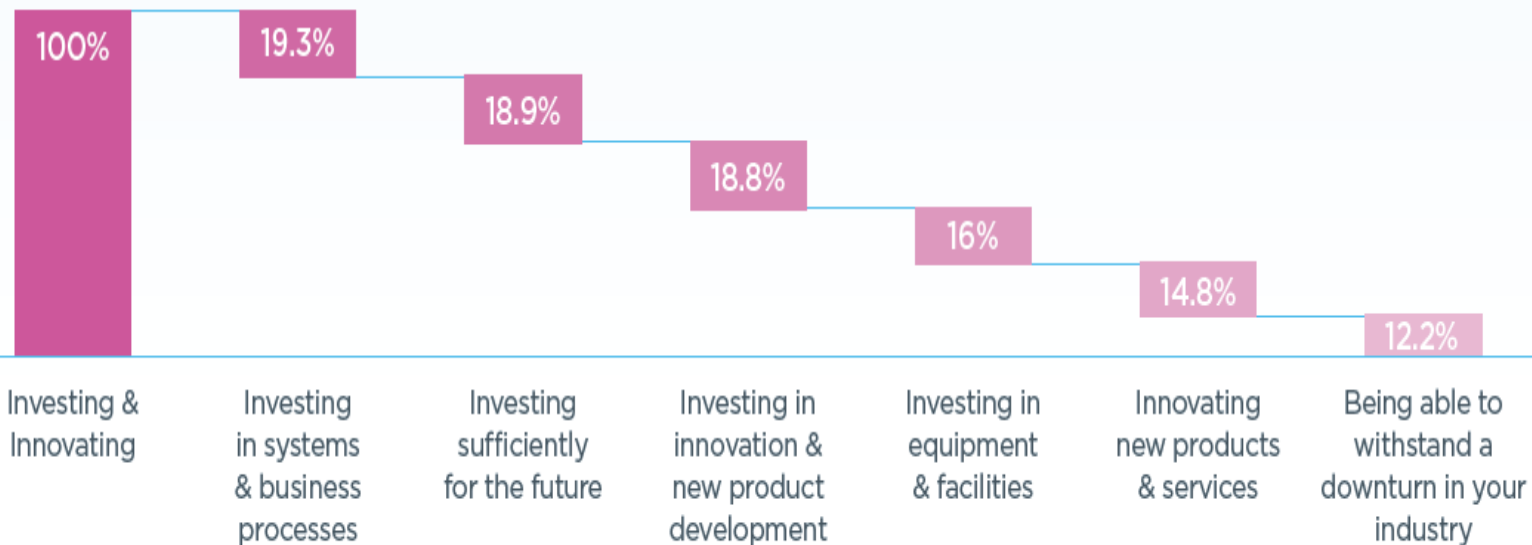 100%
19.3%
18.9%
18.8%
16%
14.8%
12.2%
Investing &
Innovating
Investing
in systems
& business
processes
Investing
sufficiently
for the future
Investing in
innovation &
new product
development
Investing in
equipment
& facilities
Innovating
new products
& services
Being able to
withstand a
downturn in your
industry